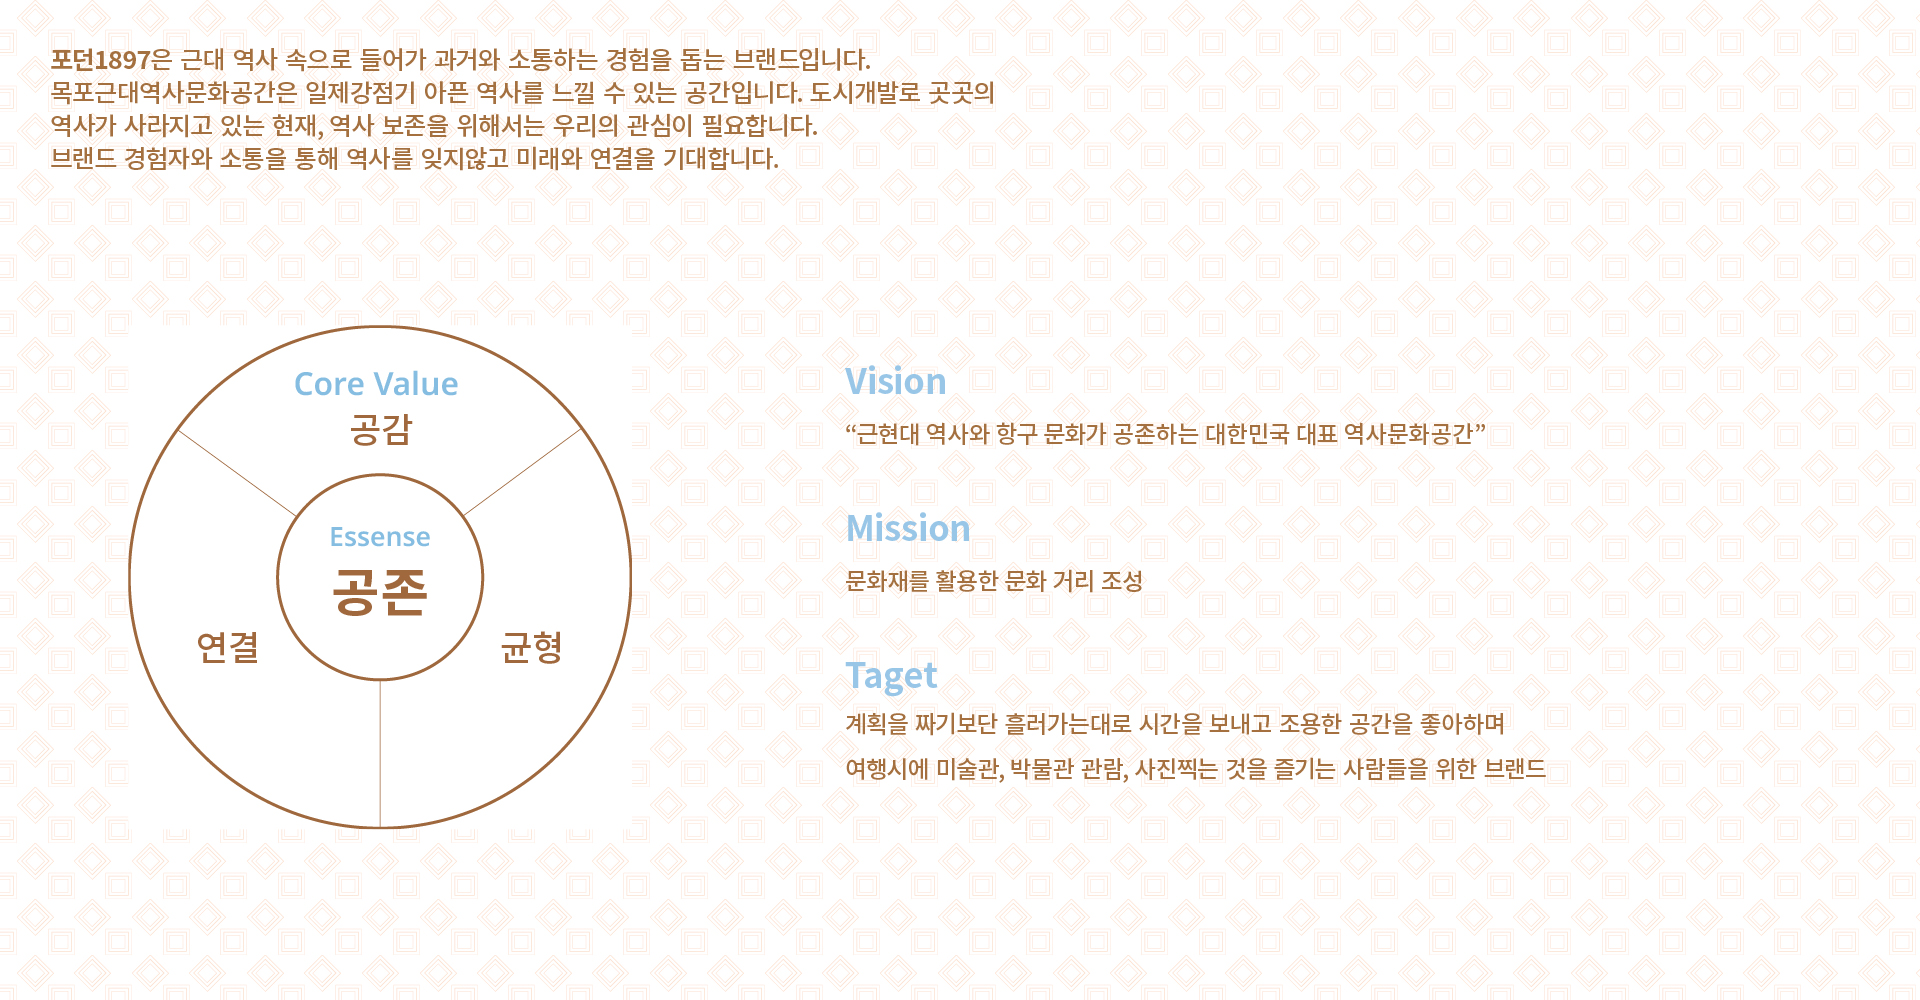 포던1897은 근대 역사 속으로 들어가 과거와 소통하는 경험을 돕는 브랜드입니다.
목포근대역사문화공간은 일제강점기 아픈 역사를 느낄 수 있는 공간입니다. 도시개발로 곳곳의
역사가 사라지고 있는 현재, 역사 보존을 위해서는 우리의 관심이 필요합니다.
브랜드 경험자와 소통을 통해 역사를 잊지않고 미래와 연결을 기대합니다.
Core Value
공감
Essense
공존
연결
균형
Vision
“근현대 역사와 항구 문화가 공존하는 대한민국 대표 역사문화공간”
Mission
문화재를 활용한 문화 거리 조성
Taget
계획을 짜기보단 흘러가는대로 시간을 보내고 조용한 공간을 좋아하며
여행시에 미술관, 박물관 관람, 사진찍는 것을 즐기는 사람들을 위한 브랜드